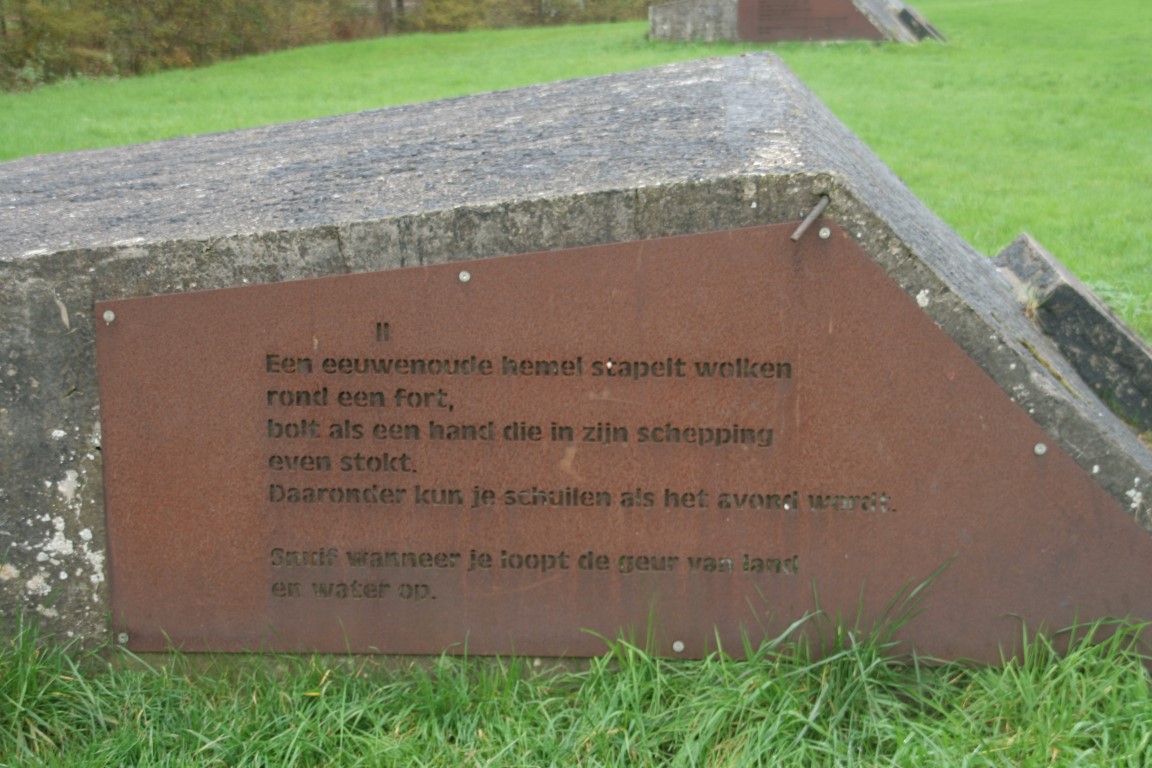 II
Een eeuwenoude hemel stapelt wolken
rond een fort,
bolt als een hand die in zijn schepping
even stokt.
Daaronder kun je schuilen als het avond wordt.
Snuif wanneer je loopt de geur van land
en water op.